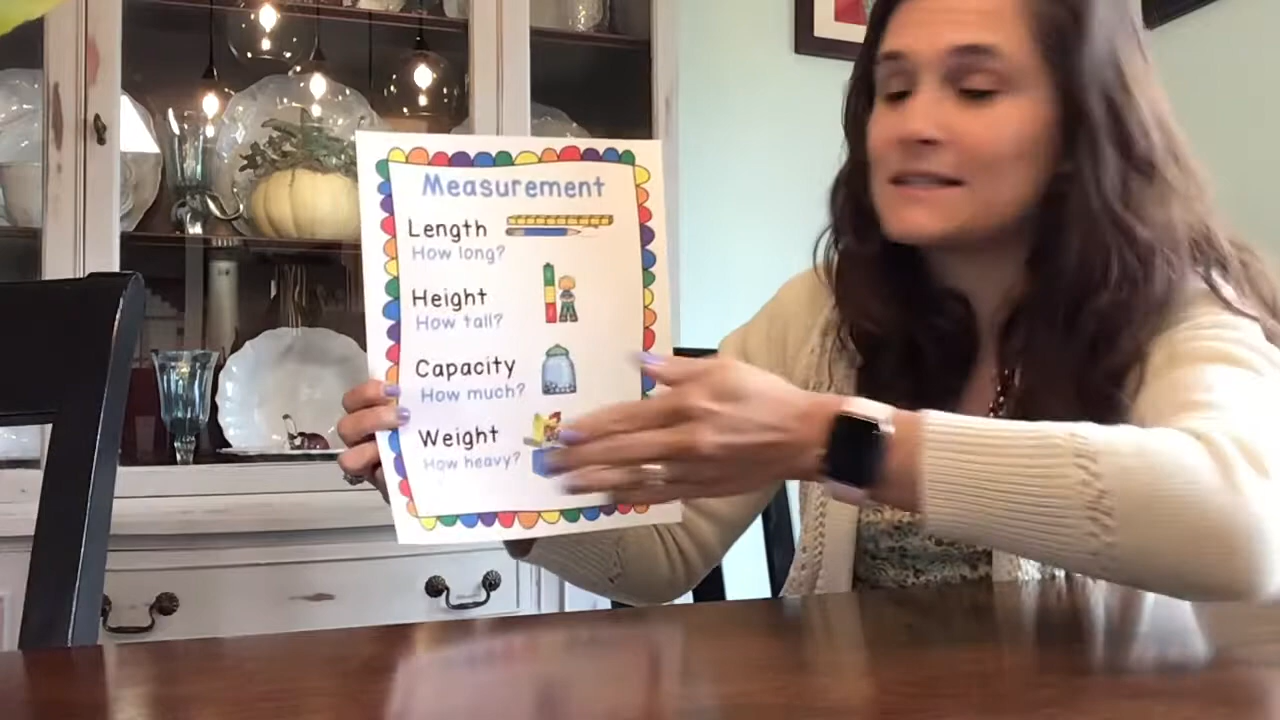 Measurement
Length
How long?
Height
How tall?
Capacity
How much?
Weight
How heavy?